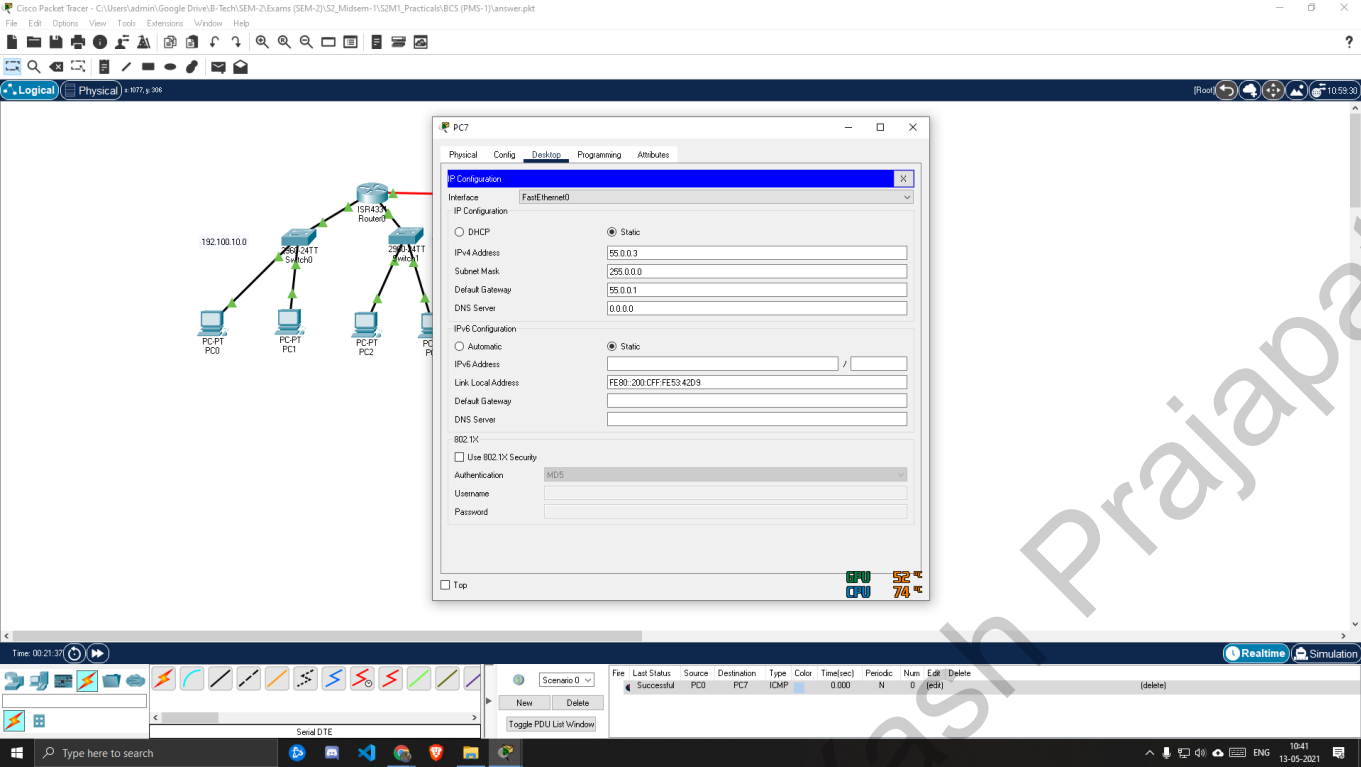 Cisco Packet Tracer - C:\Users\admin\Google Drive\B-Tech\SEM-2\Exams (SEM-2)\S2_Midsem-1\S2M1_Practicals\BCS (PMS-1)\answer.pkt
File Edit Options View Tools Extensions Window Help
Logical Physical x: 1077, y: 306 [Root] 10:59:30
PC7
Physical Config Desktop Programming Attributes
IP Configuration X
Interface FastEthernet0
IP Configuration
DHCP Static
IPv4 Address 55.0.0.3
Subnet Mask 255.0.0.0
Default Gateway 55.0.0.1
DNS Server 0.0.0.0
IPv6 Configuration
Automatic Static
IPv6 Address /
Link Local Address FE80::200:CFF:FE53:42D9
Default Gateway
DNS Server
802.1X
Use 802.1X Security
Authentication MD5
Username
Password
Top
GPU 52 °C
CPU 74 °C
ISR4331
Router0
192.100.10.0
2960-24TT
Switch0
2960-24TT
Switch1
PC-PT
PC0
PC-PT
PC1
PC-PT
PC2
PC
Time: 00:21:37 Realtime Simulation
Scenario 0
New Delete
Toggle PDU List Window
Serial DTE
Fire Last Status Source Destination Type Color Time(sec) Periodic Num Edit Delete
Successful PC0 PC7 ICMP 0.000 N 0 (edit) (delete)
Type here to search
ENG 10:41
13-05-2021
ash Prajapa